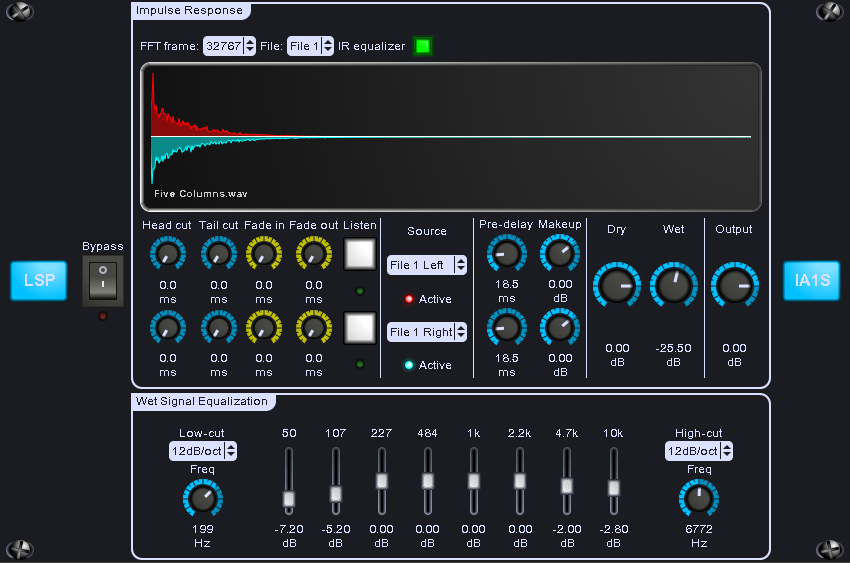 Impulse Response
FFT frame: 32767 File: File 1 IR equalizer
Five Columns.wav
Head cut Tail cut Fade in Fade out Listen
Source
Pre-delay Makeup
Dry Wet Output
Bypass
LSP
IA1S
File 1 Left
0.0 0.0 0.0 0.0
ms ms ms ms
18.5 0.00
ms dB
Active
File 1 Right
0.00 -25.50 0.00
dB dB dB
0.0 0.0 0.0 0.0
ms ms ms ms
Active
18.5 0.00
ms dB
Wet Signal Equalization
Low-cut 50 107 227 484 1k 2.2k 4.7k 10k High-cut
12dB/oct 12dB/oct
Freq Freq
199 -7.20 -5.20 0.00 0.00 0.00 0.00 -2.00 -2.80 6772
Hz dB dB dB dB dB dB dB dB Hz